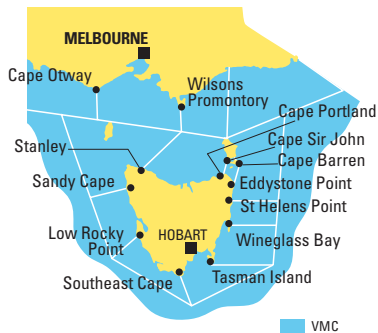 MELBOURNE
Cape Otway
Wilsons
Promontory
Cape Portland
Cape Sir John
Stanley
Cape Barren
Sandy Cape
Eddystone Point
St Helens Point
Low Rocky
Point
HOBART
Wineglass Bay
Southeast Cape
Tasman Island
VMC